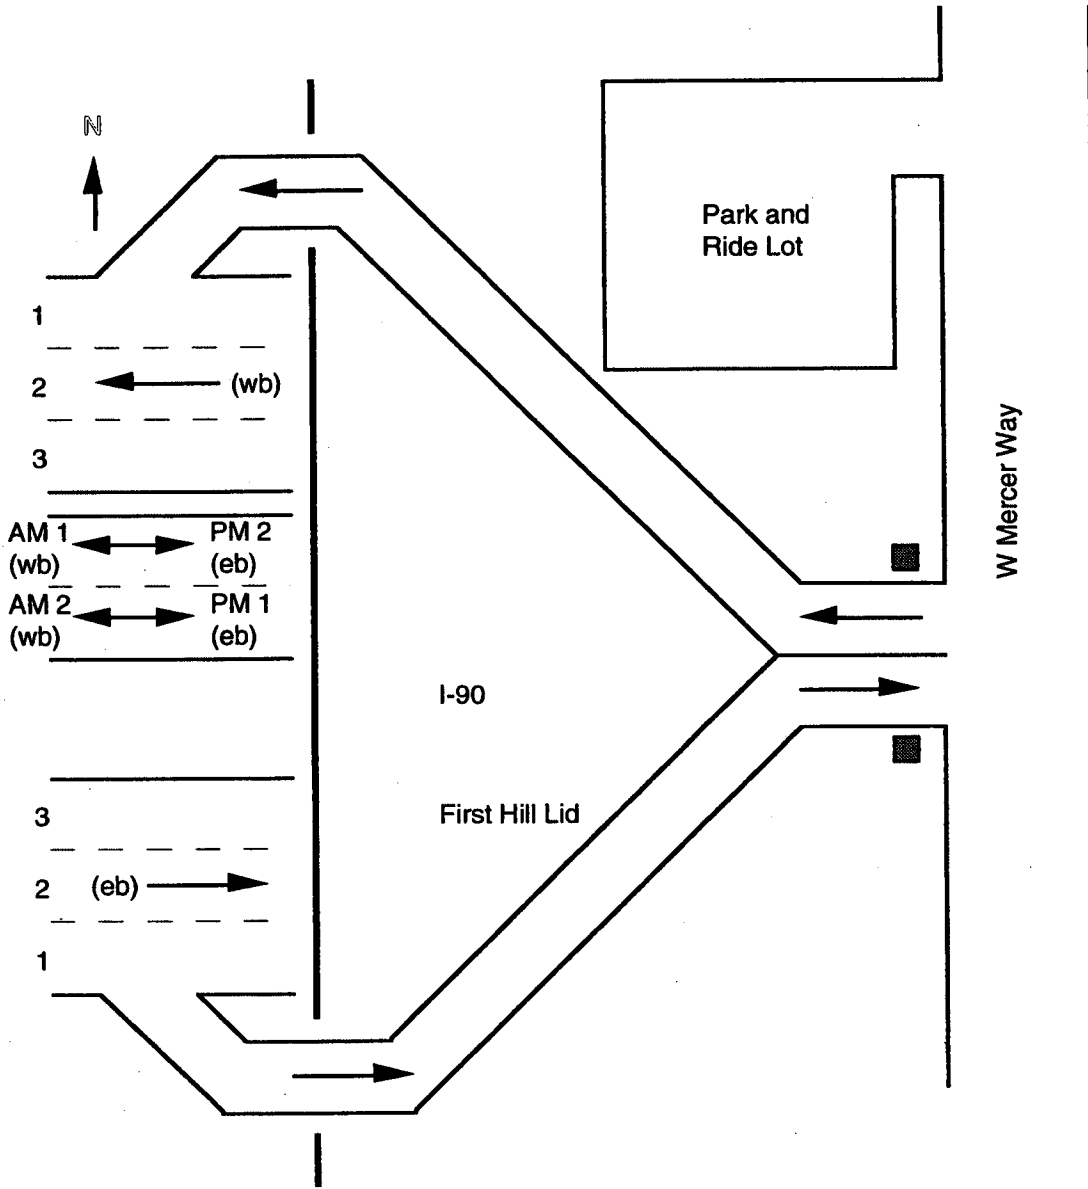 N
Park and
Ride Lot
1
2
(wb)
3
W Mercer Way
AM 1
PM 2
(wb)
(eb)
AM 2
PM 1
(wb)
(eb)
I-90
3
First Hill Lid
2
(eb)
1